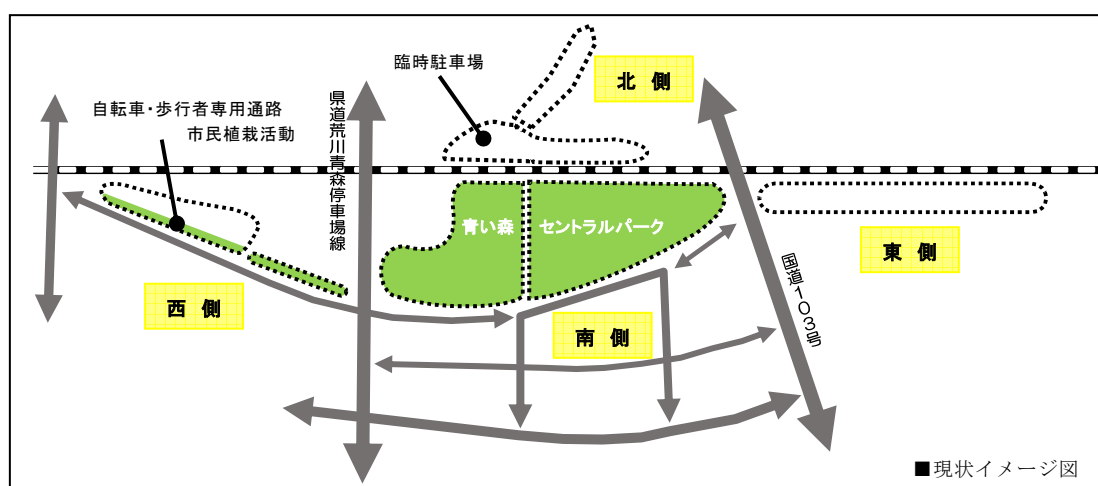 臨時駐車場
北 側
自転車・歩行者専用通路
市民植栽活動
県道荒川青森停車場線
青い森 セントラルパーク
東 側
西 側
南 側
国道103号
■現状イメージ図